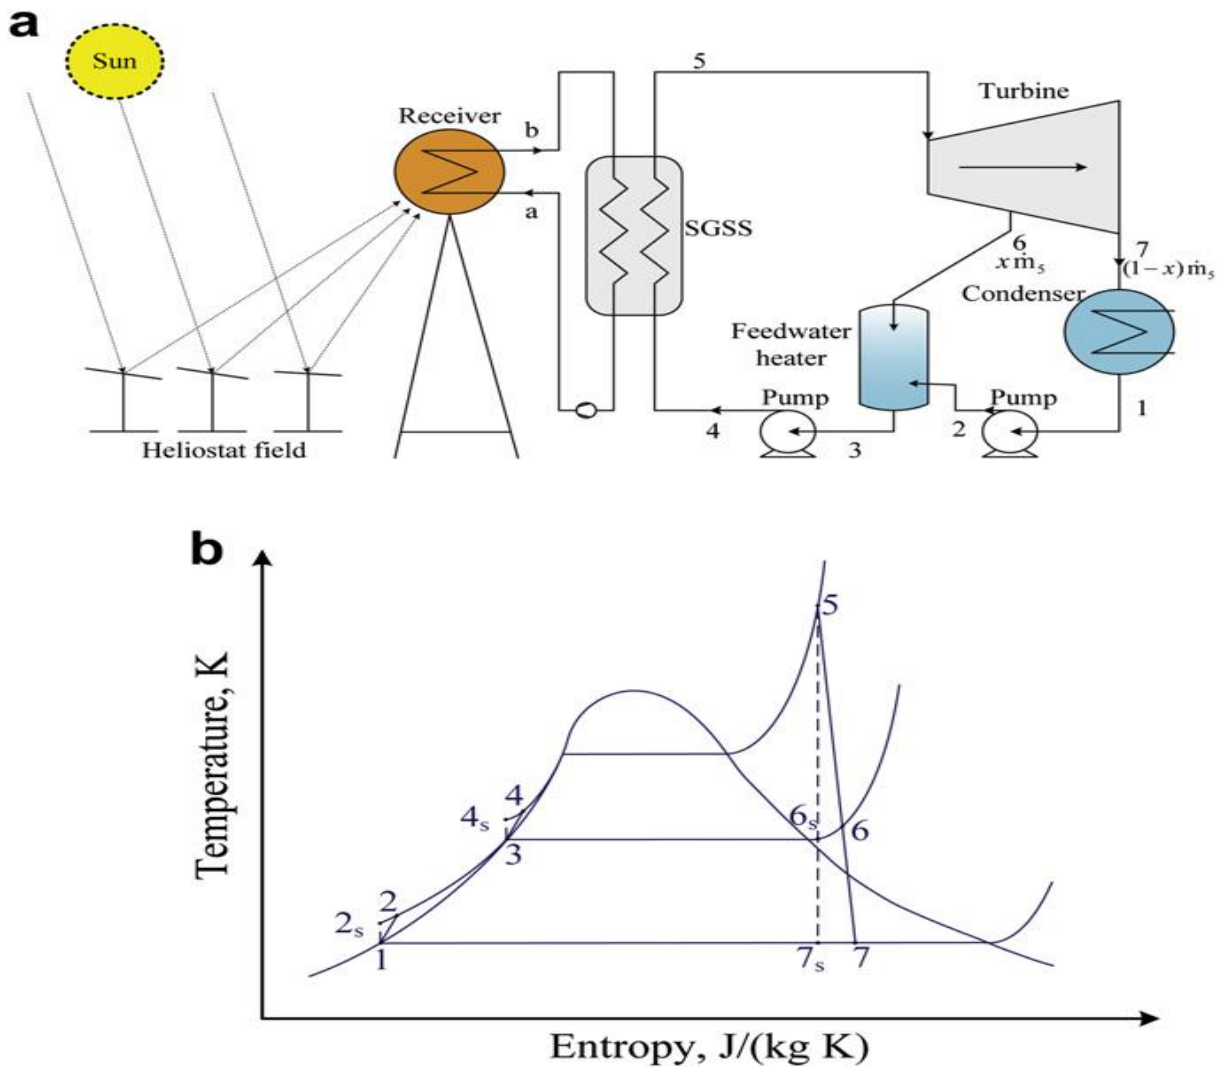 a
Sun
Receiver
b
a
5
Turbine
SGSS
6
xṁ₅
7
(1−x)ṁ₅
Condenser
Feedwater
heater
Pump
Pump
4
3
2
1
Heliostat field
b
Temperature, K
5
4
4s
3
6s
6
2
2s
1
7s
7
Entropy, J/(kg K)